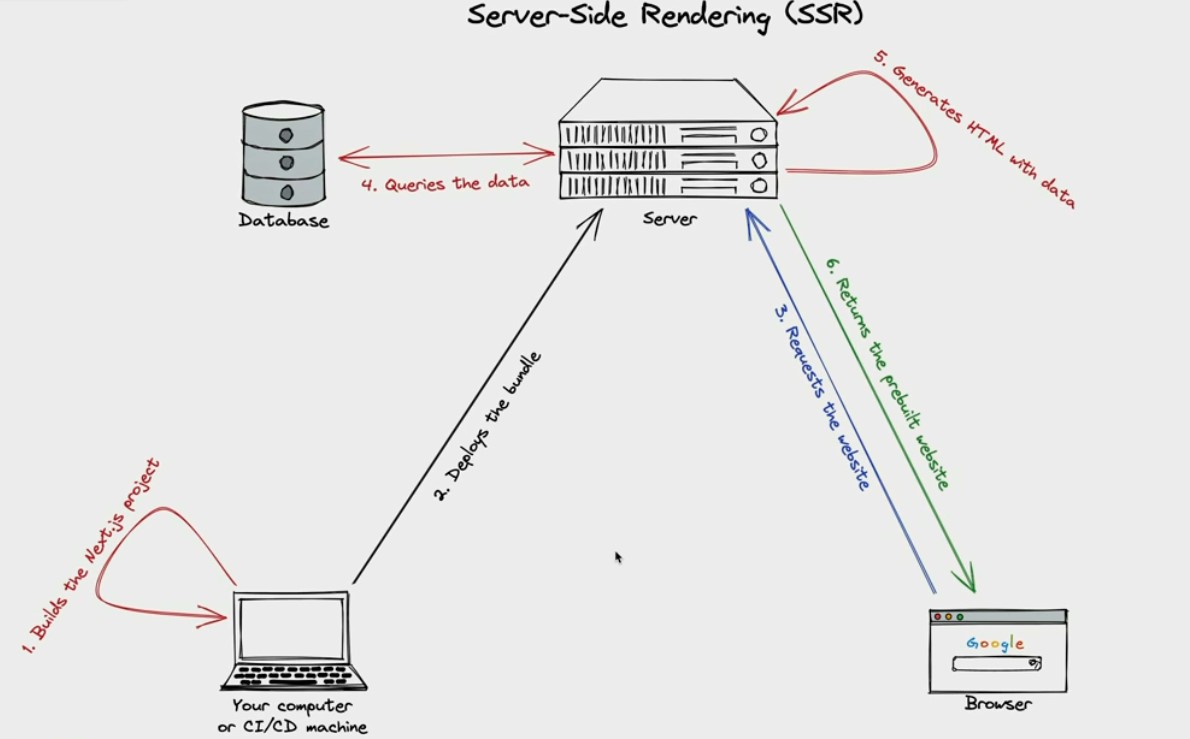 Server-Side Rendering (SSR)
5. Generates HTML with data
4. Queries the data
Database
Server
6. Returns the prebuilt website
3. Requests the website
2. Deploys the bundle
1. Builds the Next.js project
Google
Your computer
or CI/CD machine
Browser